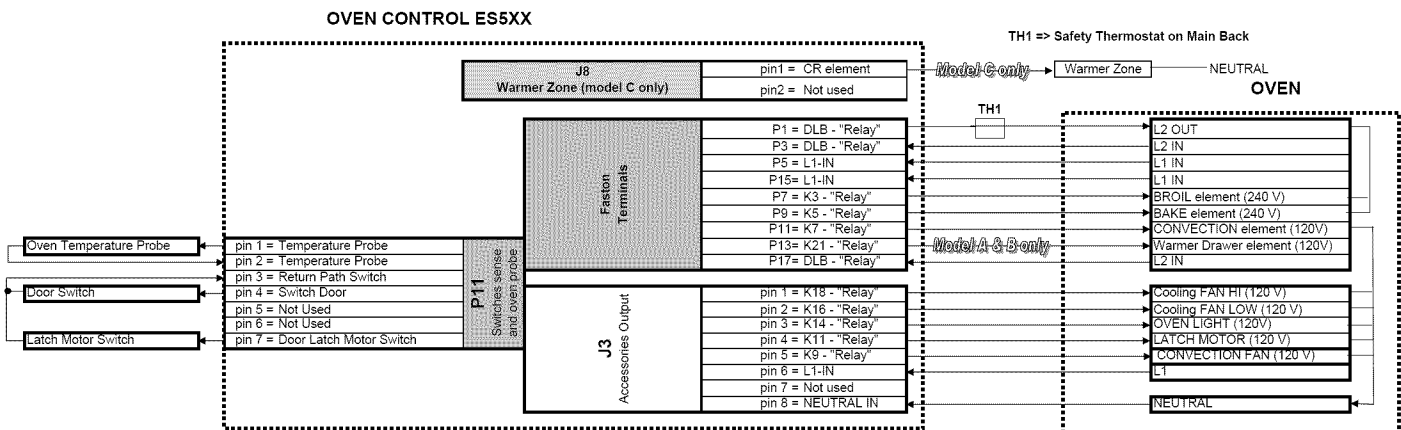 OVEN CONTROL ES5XX
TH1 => Safety Thermostat on Main Back
J8
Warmer Zone (model C only)
pin1 = CR element
pin2 = Not used
Model C only
Warmer Zone
NEUTRAL
OVEN
TH1
Faston
Terminals
P1 = DLB - "Relay"
P3 = DLB - "Relay"
P5 = L1-IN
P15= L1-IN
P7 = K3 - "Relay"
P9 = K5 - "Relay"
P11= K7 - "Relay"
P13= K21 - "Relay"
P17= DLB - "Relay"
Model A & B only
L2 OUT
L2 IN
L1 IN
L1 IN
BROIL element (240 V)
BAKE element (240 V)
CONVECTION element (120V)
Warmer Drawer element (120V)
L2 IN
Oven Temperature Probe
Door Switch
Latch Motor Switch
pin 1 = Temperature Probe
pin 2 = Temperature Probe
pin 3 = Return Path Switch
pin 4 = Switch Door
pin 5 = Not Used
pin 6 = Not Used
pin 7 = Door Latch Motor Switch
P11
Switches sense
and oven probe
J3
Accessories Output
pin 1 = K18 - "Relay"
pin 2 = K16 - "Relay"
pin 3 = K14 - "Relay"
pin 4 = K11 - "Relay"
pin 5 = K9 - "Relay"
pin 6 = L1-IN
pin 7 = Not used
pin 8 = NEUTRAL IN
Cooling FAN HI (120 V)
Cooling FAN LOW (120 V)
OVEN LIGHT (120V)
LATCH MOTOR (120 V)
CONVECTION FAN (120 V)
L1
NEUTRAL